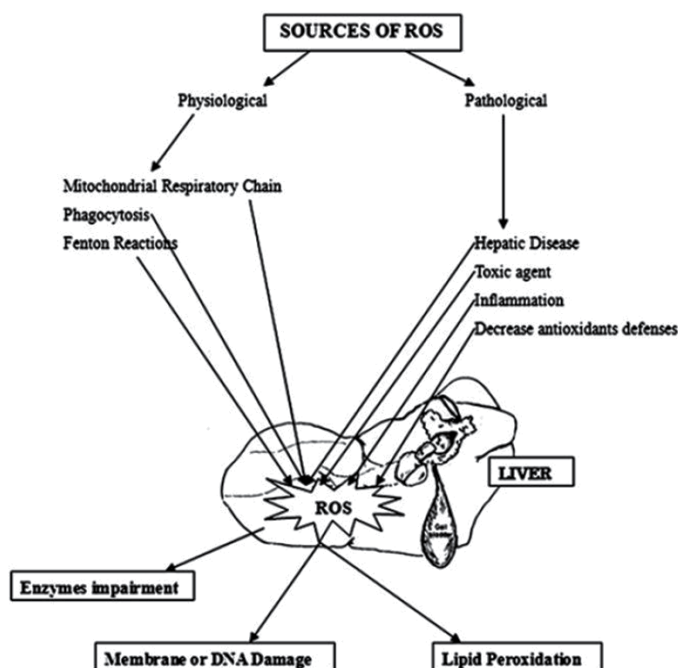 SOURCES OF ROS
Physiological
Pathological
Mitochondrial Respiratory Chain
Phagocytosis
Fenton Reactions
Hepatic Disease
Toxic agent
Inflammation
Decrease antioxidants defenses
LIVER
ROS
Enzymes impairment
Membrane or DNA Damage
Lipid Peroxidation